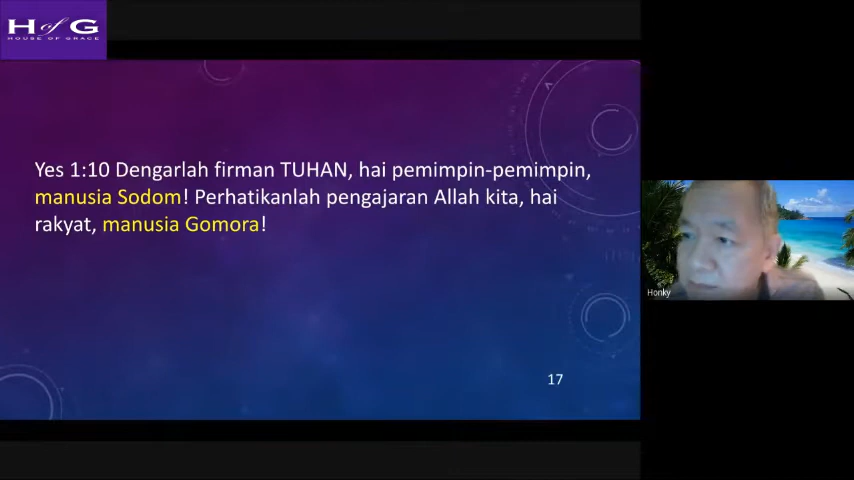 H of G
HOUSE OF GRACE
Yes 1:10 Dengarlah firman TUHAN, hai pemimpin-pemimpin,
manusia Sodom! Perhatikanlah pengajaran Allah kita, hai
rakyat, manusia Gomora!
Honky
17